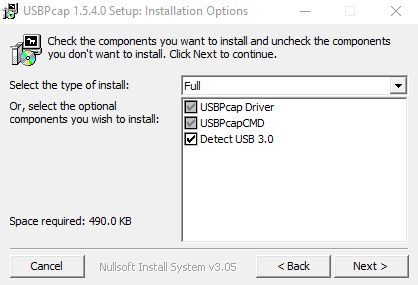 USBPcap 1.5.4.0 Setup: Installation Options
Check the components you want to install and uncheck the components
you don't want to install. Click Next to continue.
Select the type of install:
Full
Or, select the optional
components you wish to install:
USBPcap Driver
USBPcapCMD
Detect USB 3.0
Space required: 490.0 KB
Cancel
Nullsoft Install System v3.05
< Back
Next >